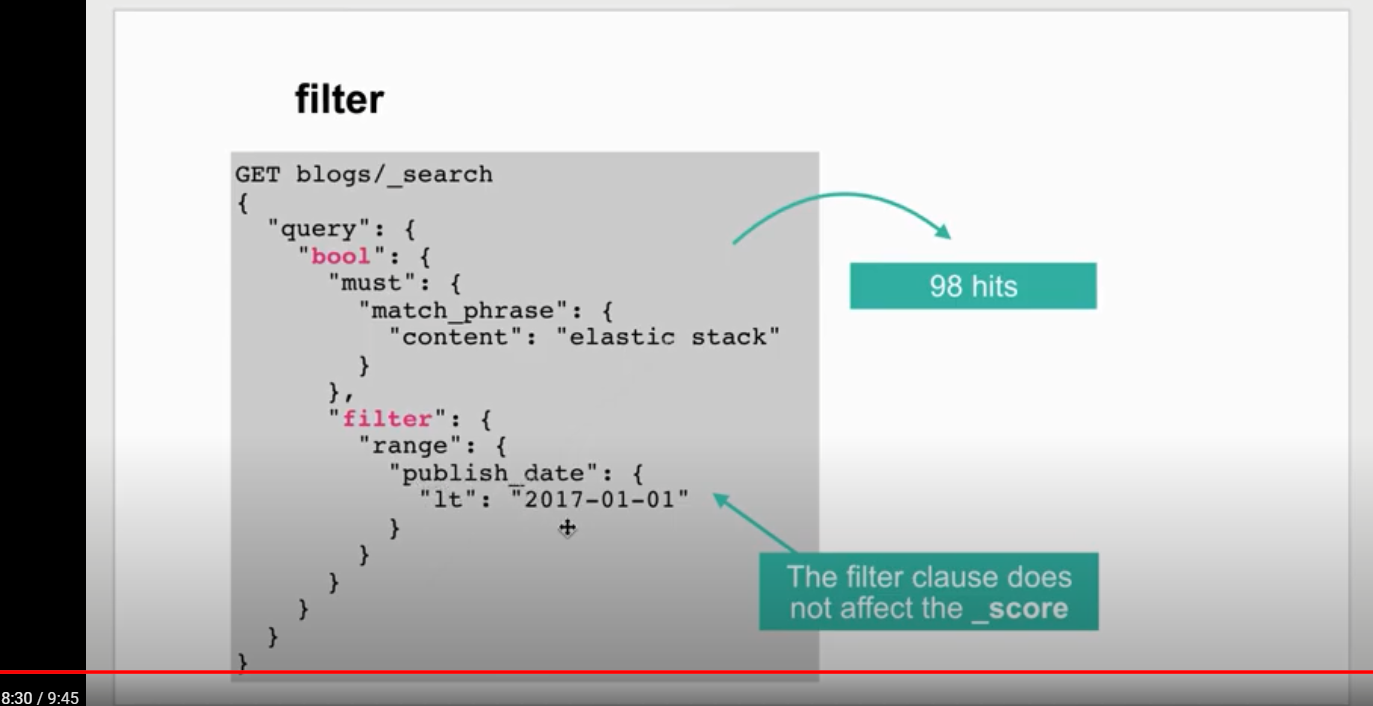 filter
GET blogs/_search
{
  "query": {
    "bool": {
      "must": {
        "match_phrase": {
          "content": "elastic stack"
        }
      },
      "filter": {
        "range": {
          "publish_date": {
            "lt": "2017-01-01"
          }
        }
      }
    }
  }
}
98 hits
The filter clause does
not affect the _score
8:30 / 9:45